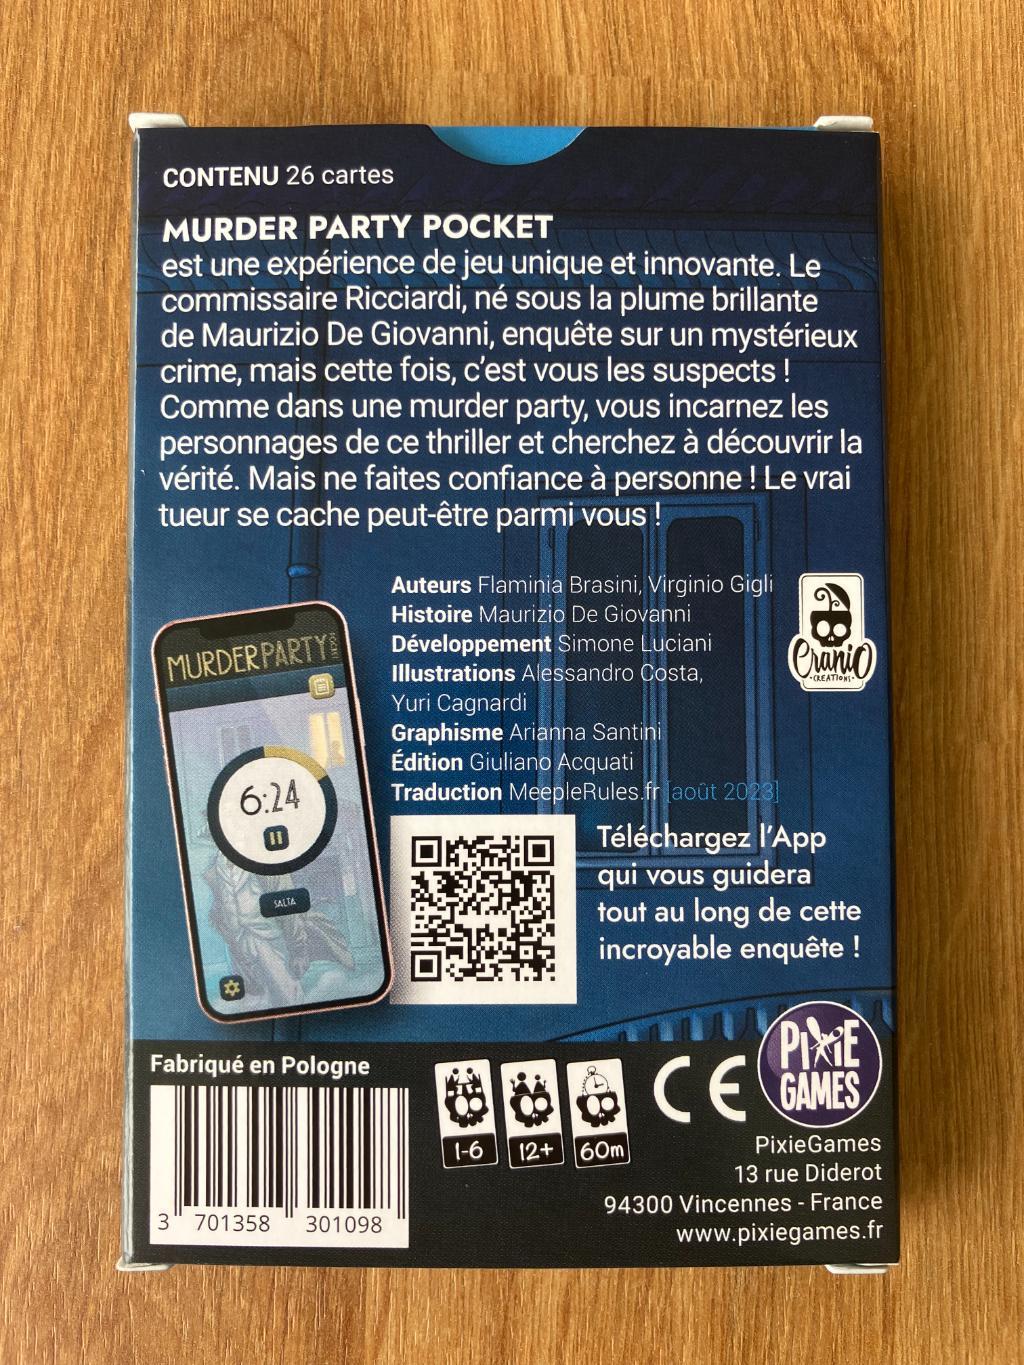 CONTENU 26 cartes
MURDER PARTY POCKET
est une expérience de jeu unique et innovante. Le
commissaire Ricciardi, né sous la plume brillante
de Maurizio De Giovanni, enquête sur un mystérieux
crime, mais cette fois, c'est vous les suspects !
Comme dans une murder party, vous incarnez les
personnages de ce thriller et cherchez à découvrir la
vérité. Mais ne faites confiance à personne ! Le vrai
tueur se cache peut-être parmi vous !
Auteurs Flaminia Brasini, Virginio Gigli
Histoire Maurizio De Giovanni
Développement Simone Luciani
Illustrations Alessandro Costa,
Yuri Cagnardi
Graphisme Arianna Santini
Édition Giuliano Acquati
Traduction MeepleRules.fr [août 2023]
CraniO
CREATIONS
MURDER PARTY
POCKET
6:24
SALTA
Téléchargez l'App
qui vous guidera
tout au long de cette
incroyable enquête !
Fabriqué en Pologne
3 701358 301098
1-6
12+
60m
CE
PIXIE
GAMES
PixieGames
13 rue Diderot
94300 Vincennes - France
www.pixiegames.fr